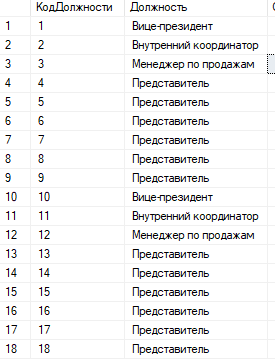 КодДолжности Должность
1 1 Вице-президент
2 2 Внутренний координатор
3 3 Менеджер по продажам
4 4 Представитель
5 5 Представитель
6 6 Представитель
7 7 Представитель
8 8 Представитель
9 9 Представитель
10 10 Вице-президент
11 11 Внутренний координатор
12 12 Менеджер по продажам
13 13 Представитель
14 14 Представитель
15 15 Представитель
16 16 Представитель
17 17 Представитель
18 18 Представитель